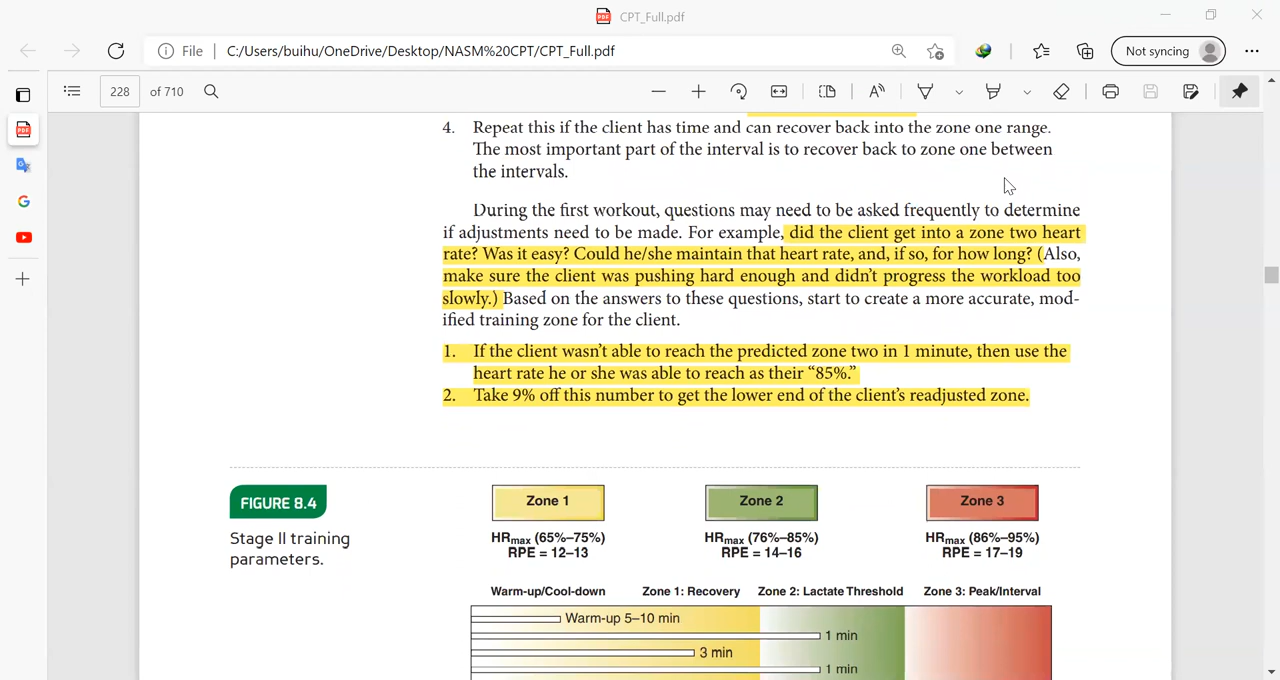 CPT_Full.pdf
File
C:/Users/buihu/OneDrive/Desktop/NASM%20CPT/CPT_Full.pdf
Not syncing
228 of 710
4. Repeat this if the client has time and can recover back into the zone one range.
The most important part of the interval is to recover back to zone one between
the intervals.
During the first workout, questions may need to be asked frequently to determine
if adjustments need to be made. For example, did the client get into a zone two heart
rate? Was it easy? Could he/she maintain that heart rate, and, if so, for how long? (Also,
make sure the client was pushing hard enough and didn’t progress the workload too
slowly.) Based on the answers to these questions, start to create a more accurate, mod-
ified training zone for the client.
1. If the client wasn’t able to reach the predicted zone two in 1 minute, then use the
heart rate he or she was able to reach as their “85%.”
2. Take 9% off this number to get the lower end of the client’s readjusted zone.
FIGURE 8.4
Stage II training
parameters.
Zone 1 Zone 2 Zone 3
HRmax (65%–75%) HRmax (76%–85%) HRmax (86%–95%)
RPE = 12–13 RPE = 14–16 RPE = 17–19
Warm-up/Cool-down Zone 1: Recovery Zone 2: Lactate Threshold Zone 3: Peak/Interval
Warm-up 5–10 min
1 min
3 min
1 min